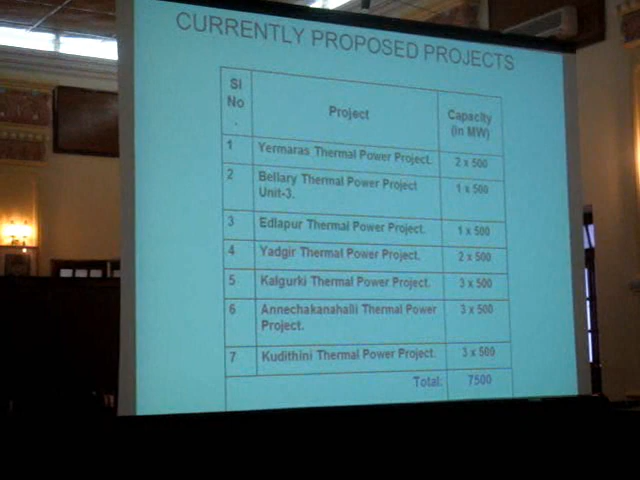 CURRENTLY PROPOSED PROJECTS
Sl
No
.
Project
Capacity
(in MW)
1 Yermaras Thermal Power Project. 2 x 500
2 Bellary Thermal Power Project
Unit-3. 1 x 500
3 Edlapur Thermal Power Project. 1 x 500
4 Yadgir Thermal Power Project. 2 x 500
5 Kalgurki Thermal Power Project. 3 x 500
6 Annechakanahalli Thermal Power
Project. 3 x 500
7 Kudithini Thermal Power Project. 3 x 500
Total: 7500